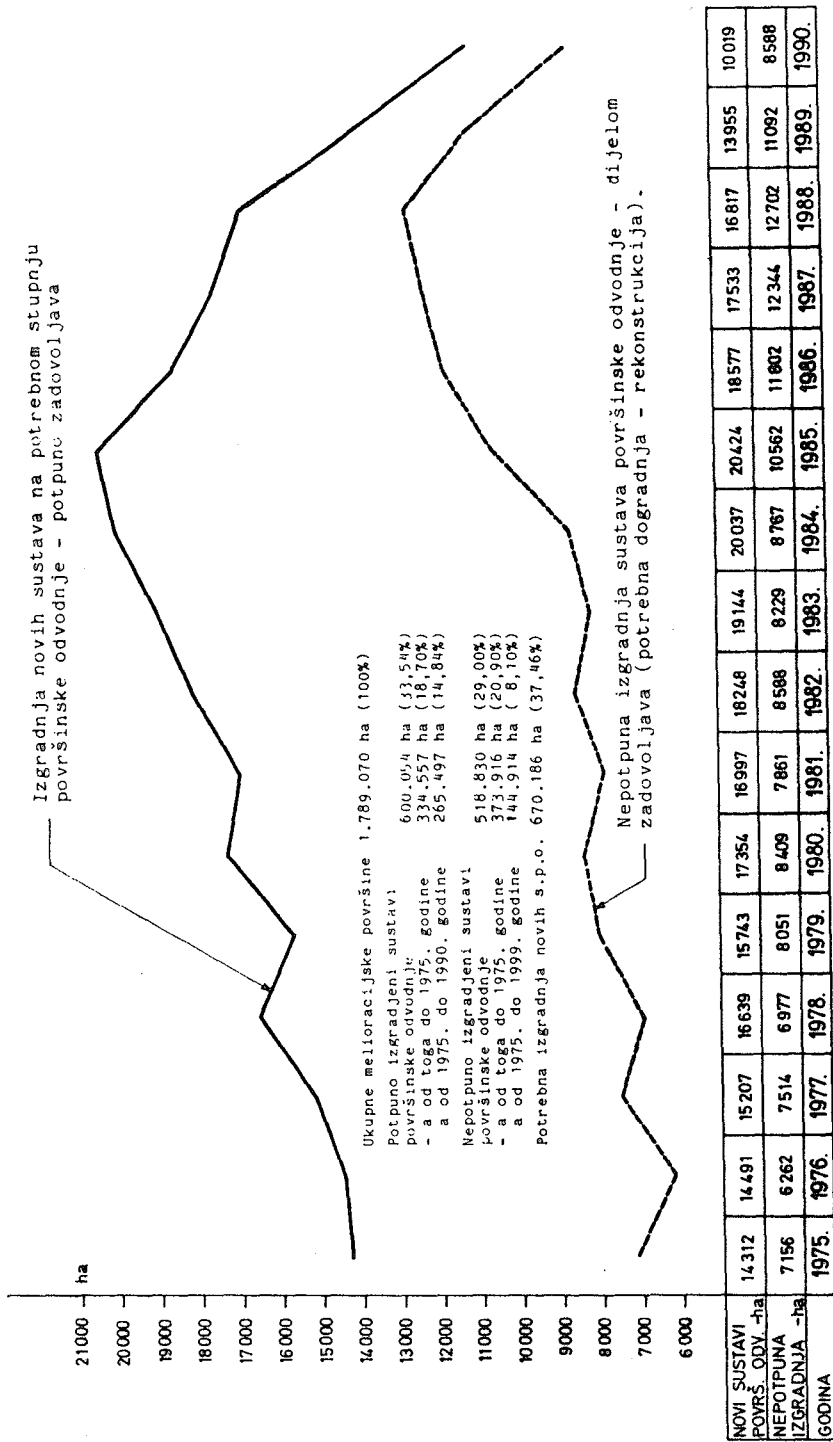 Izgradnja novih sustava na potrebnom stupnju
površinske odvodnje - potpuno zadovoljava
ha
21000
20000
19000
18000
17000
16000
15000
14000
13000
12000
11000
10000
9000
8000
7000
6000
Ukupne melioracijske površine 1.789.070 ha (100%)
Potpuno izgradjeni sustavi
površinske odvodnje 600.054 ha (33,54%)
- a od toga do 1975. godine 334.557 ha (18,70%)
a od 1975. do 1990. godine 265.497 ha (14,84%)
Nepotpuno izgradjeni sustavi
površinske odvodnje 518.830 ha (29,00%)
- a od toga do 1975. godine 373.916 ha (20,90%)
a od 1975. do 1999. godine 144.914 ha ( 8,10%)
Potrebna izgradnja novih s.p.o. 670.186 ha (37,46%)
Nepotpuna izgradnja sustava površinske odvodnje - dijelom
zadovoljava (potrebna dogradnja - rekonstrukcija).
NOVI SUSTAVI
POVRŠ. ODV. -ha 14312 14491 15207 16639 15743 17354 16997 18248 19144 20037 20424 18577 17533 16817 13955 10019
NEPOTPUNA
IZGRADNJA -ha 7156 6262 7514 6977 8051 8409 7861 8588 8229 8767 10562 11802 12344 12702 11092 8588
GODINA 1975. 1976. 1977. 1978. 1979. 1980. 1981. 1982. 1983. 1984. 1985. 1986. 1987. 1988. 1989. 1990.